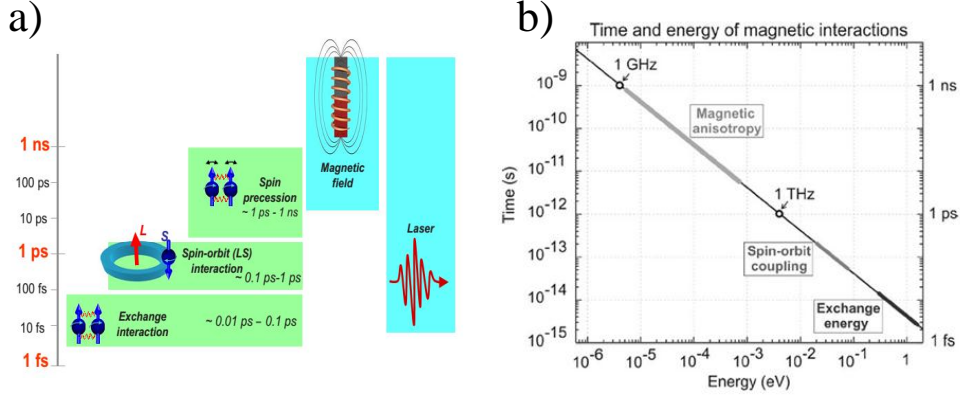 a)
1 ns
100 ps
10 ps
1 ps
100 fs
10 fs
1 fs
Magnetic
field
Spin
precession
~ 1 ps - 1 ns
Laser
L
S
Spin-orbit (LS)
interaction
~ 0.1 ps-1 ps
Exchange
interaction
~ 0.01 ps – 0.1 ps
b)
Time and energy of magnetic interactions
Time (s)
10⁻⁹
10⁻¹⁰
10⁻¹¹
10⁻¹²
10⁻¹³
10⁻¹⁴
10⁻¹⁵
1 GHz
Magnetic
anisotropy
1 THz
Spin-orbit
coupling
Exchange
energy
1 ns
1 ps
1 fs
10⁻⁶ 10⁻⁵ 10⁻⁴ 10⁻³ 10⁻² 10⁻¹ 1
Energy (eV)